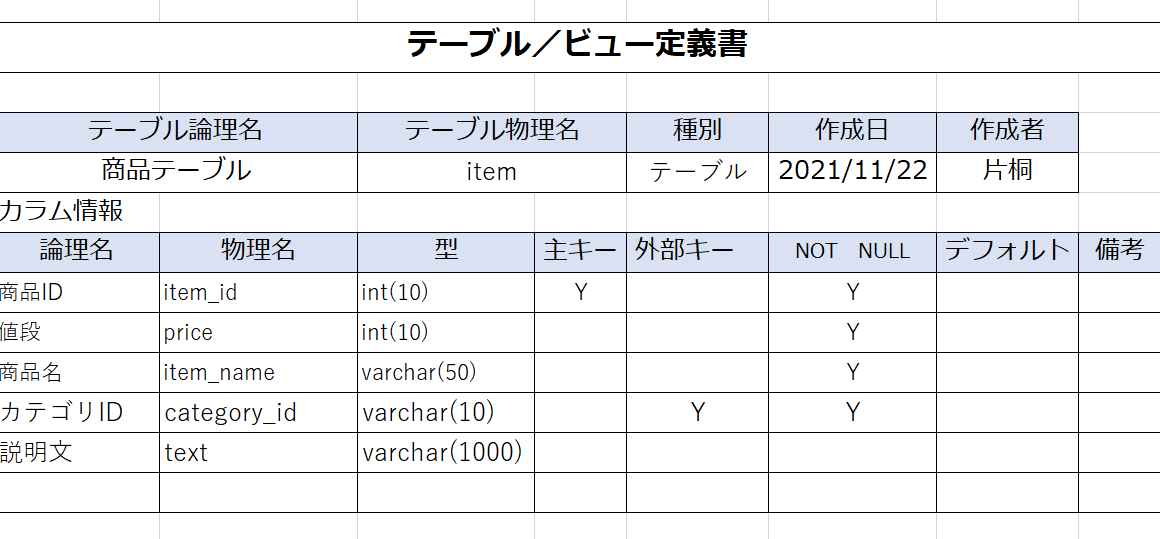 テーブル／ビュー定義書
テーブル論理名 テーブル物理名 種別 作成日 作成者
商品テーブル item テーブル 2021/11/22 片桐
カラム情報
論理名 物理名 型 主キー 外部キー NOT　NULL デフォルト 備考
商品ID item_id int(10) Y Y
値段 price int(10) Y
商品名 item_name varchar(50) Y
カテゴリID category_id varchar(10) Y Y
説明文 text varchar(1000)